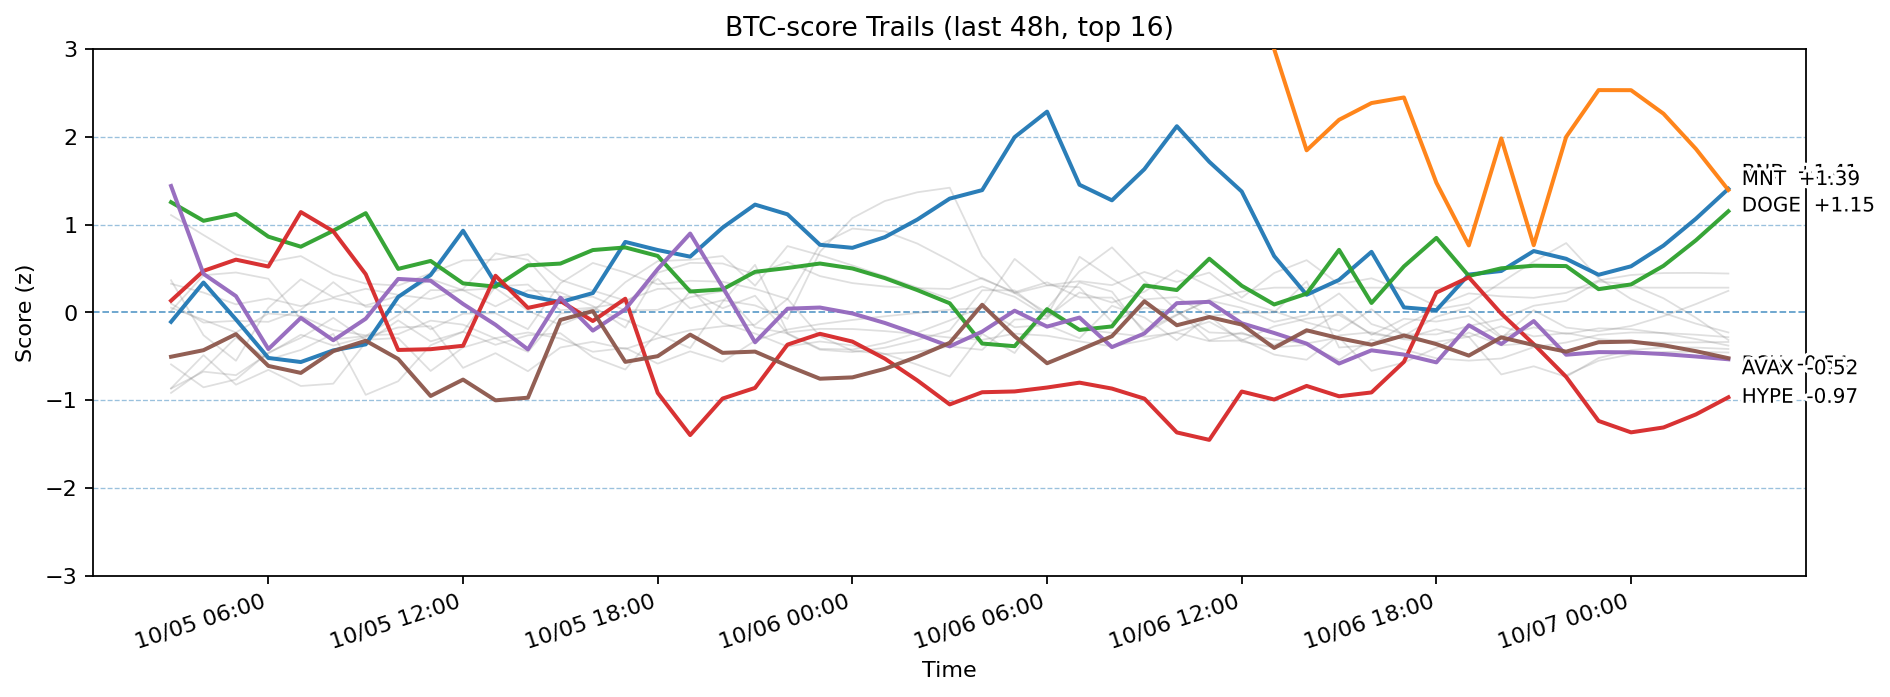 BTC-score Trails (last 48h, top 16)
Score (z)
3
2
1
0
−1
−2
−3
MNT +1.39
DOGE +1.15
AVAX -0.52
HYPE -0.97
10/05 06:00
10/05 12:00
10/05 18:00
10/06 00:00
10/06 06:00
10/06 12:00
10/06 18:00
10/07 00:00
Time